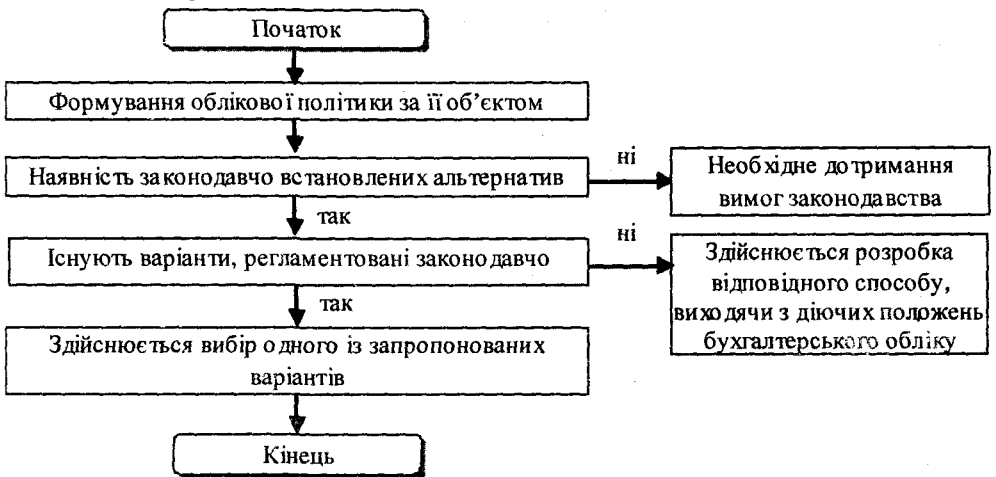 Початок
Формування облікової політики за її об’єктом
Наявність законодавчо встановлених альтернатив
ні
Необхідне дотримання
вимог законодавства
так
Існують варіанти, регламентовані законодавчо
ні
Здійснюється розробка
відповідного способу,
виходячи з діючих положень
бухгалтерського обліку
так
Здійснюється вибір одного із запропонованих
варіантів
Кінець